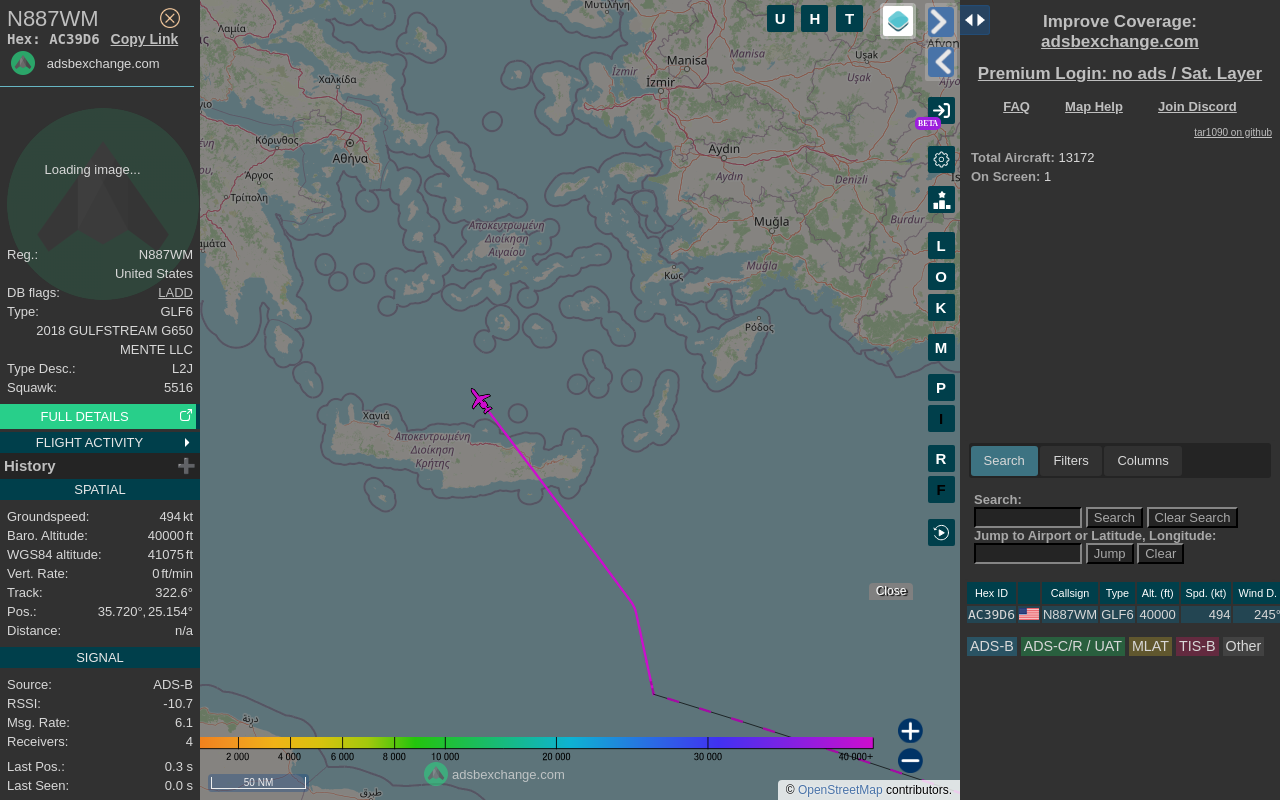 N887WM
Hex: AC39D6 Copy Link
adsbexchange.com
Loading image...
Reg.: N887WM
United States
DB flags: LADD
Type: GLF6
2018 GULFSTREAM G650
MENTE LLC
Type Desc.: L2J
Squawk: 5516
FULL DETAILS
FLIGHT ACTIVITY
History
SPATIAL
Groundspeed: 494 kt
Baro. Altitude: 40000 ft
WGS84 altitude: 41075 ft
Vert. Rate: 0 ft/min
Track: 322.6°
Pos.: 35.720°, 25.154°
Distance: n/a
SIGNAL
Source: ADS-B
RSSI: -10.7
Msg. Rate: 6.1
Receivers: 4
Last Pos.: 0.3 s
Last Seen: 0.0 s
U H T
Μυτιλήνη
Λαμία
Χαλκίδα
Κόρινθος
Αθήνα
Άργος
Τρίπολη
Manisa
Manisa
İzmir
İzmir
Uşak
Uşak
Aydın
Aydın
Denizli
Burdur
Muğla
Muğla
Αποκεντρωμένη
Διοίκηση
Αιγαίου
Κως
Ρόδος
Χανιά
Αποκεντρωμένη
Διοίκηση
Κρήτης
درنة
طبرق
BETA
L
O
K
M
P
I
R
F
Close
2 000 4 000 6 000 8 000 10 000 20 000 30 000 40 000+
50 NM
adsbexchange.com
© OpenStreetMap contributors.
Improve Coverage:
adsbexchange.com
Premium Login: no ads / Sat. Layer
FAQ Map Help Join Discord
tar1090 on github
Total Aircraft: 13172
On Screen: 1
Search Filters Columns
Search:
Search Clear Search
Jump to Airport or Latitude, Longitude:
Jump Clear
Hex ID Callsign Type Alt. (ft) Spd. (kt) Wind D.
AC39D6 N887WM GLF6 40000 494 245°
ADS-B ADS-C/R / UAT MLAT TIS-B Other